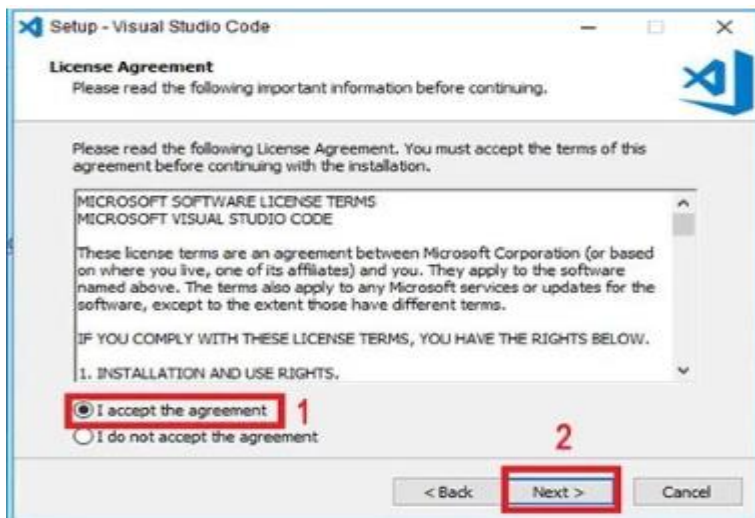 Setup - Visual Studio Code
License Agreement
Please read the following important information before continuing.
Please read the following License Agreement. You must accept the terms of this
agreement before continuing with the installation.
MICROSOFT SOFTWARE LICENSE TERMS
MICROSOFT VISUAL STUDIO CODE
These license terms are an agreement between Microsoft Corporation (or based
on where you live, one of its affiliates) and you. They apply to the software
named above. The terms also apply to any Microsoft services or updates for the
software, except to the extent those have different terms.
IF YOU COMPLY WITH THESE LICENSE TERMS, YOU HAVE THE RIGHTS BELOW.
1. INSTALLATION AND USE RIGHTS.
I accept the agreement 1
I do not accept the agreement
2
< Back Next > Cancel